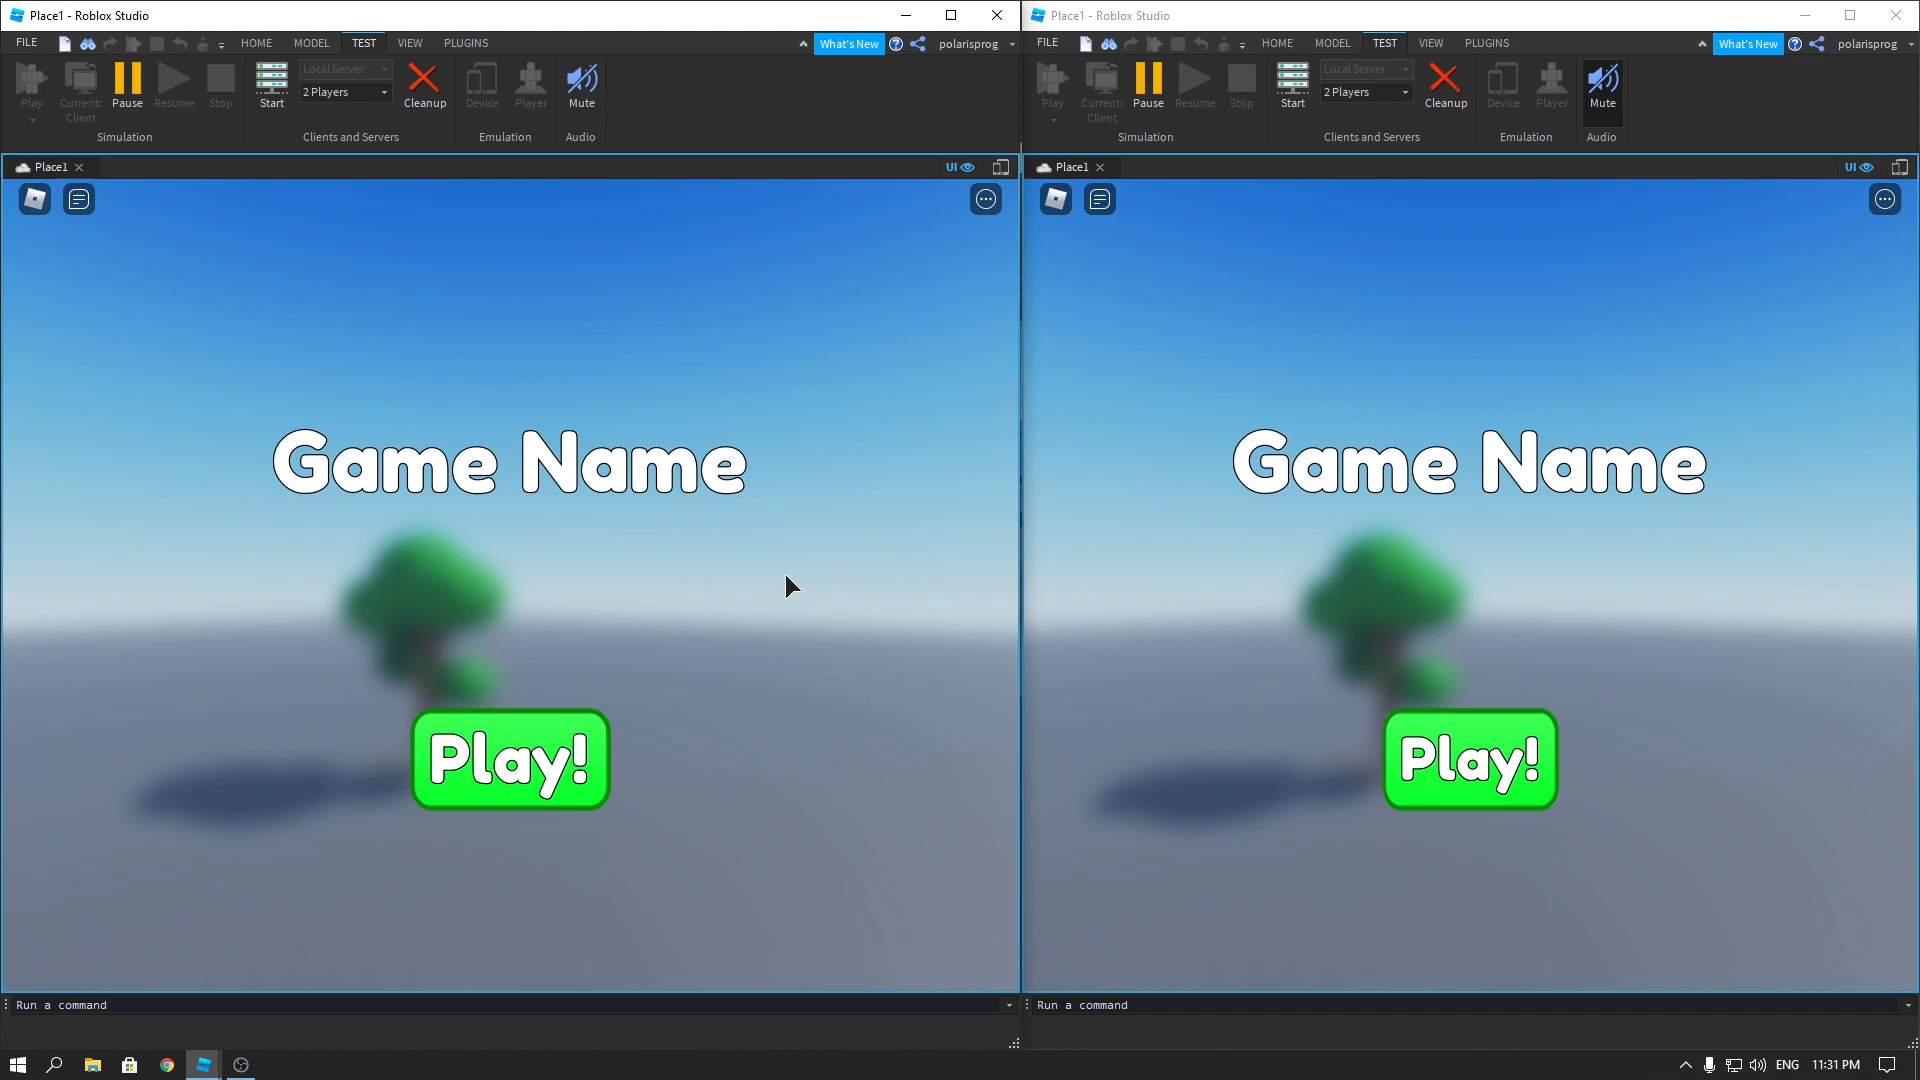 Place1 - Roblox Studio
FILE HOME MODEL TEST VIEW PLUGINS What's New polarisprog
Play Current: Client Pause Resume Stop Start Local Server 2 Players Cleanup Device Player Mute
Simulation Clients and Servers Emulation Audio
Place1 UI
Game Name
Play!
Run a command
Place1 - Roblox Studio
FILE HOME MODEL TEST VIEW PLUGINS What's New polarisprog
Play Current: Client Pause Resume Stop Start Local Server 2 Players Cleanup Device Player Mute
Simulation Clients and Servers Emulation Audio
Place1 UI
Game Name
Play!
Run a command
ENG 11:31 PM